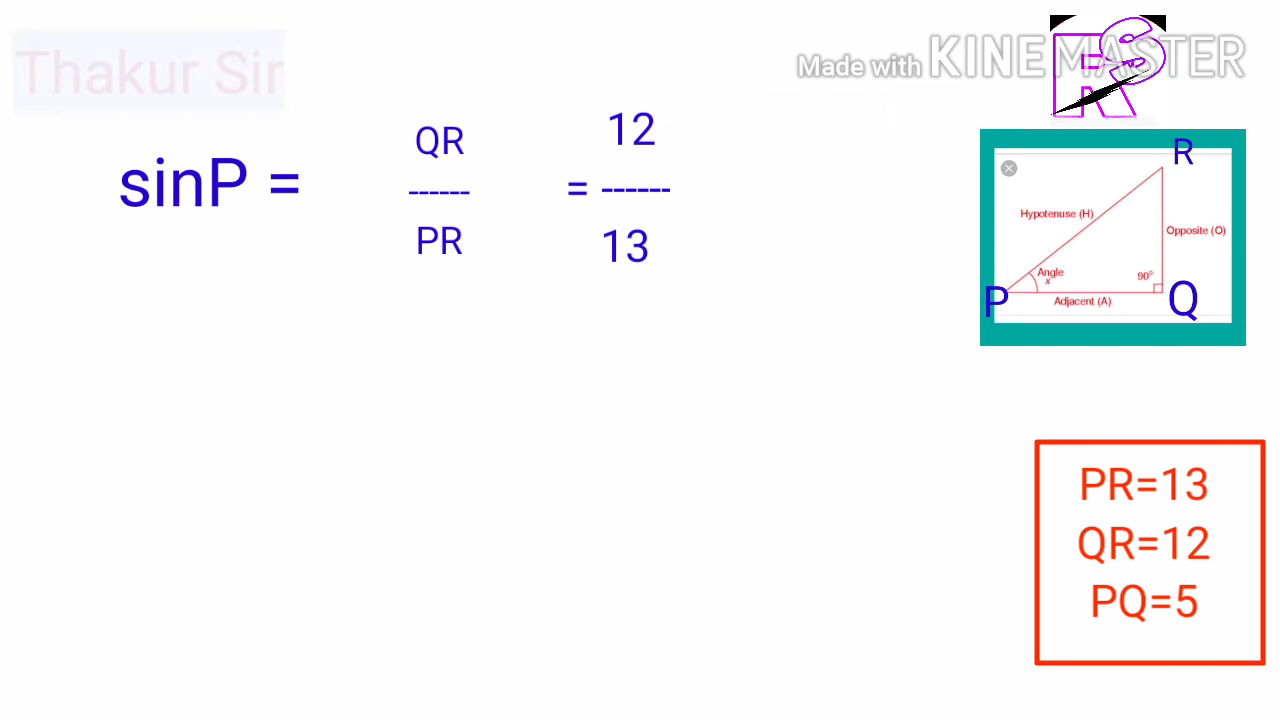 Thakur Sir
Made with KINEMASTER
sinP =
QR
------
PR
=
12
------
13
R
Hypotenuse (H)
Opposite (O)
Angle
x
90°
P
Adjacent (A)
Q
PR=13
QR=12
PQ=5